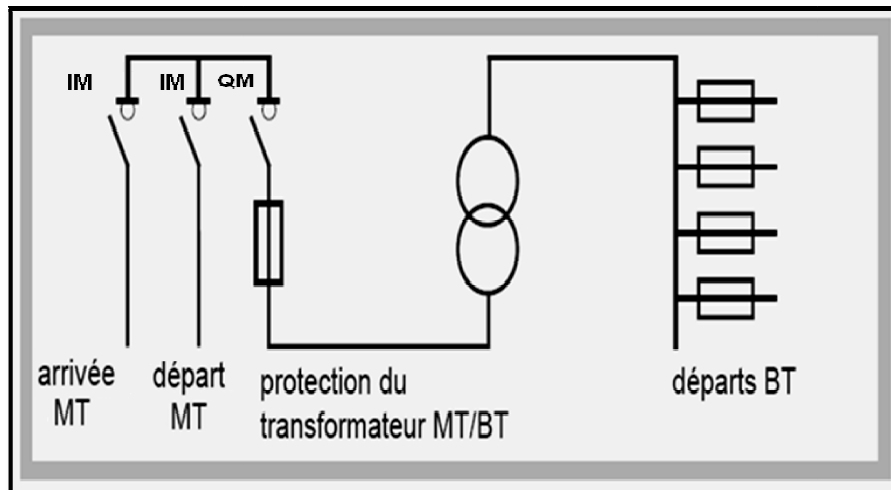 IM
IM
QM
arrivée
MT
départ
MT
protection du
transformateur MT/BT
départs BT